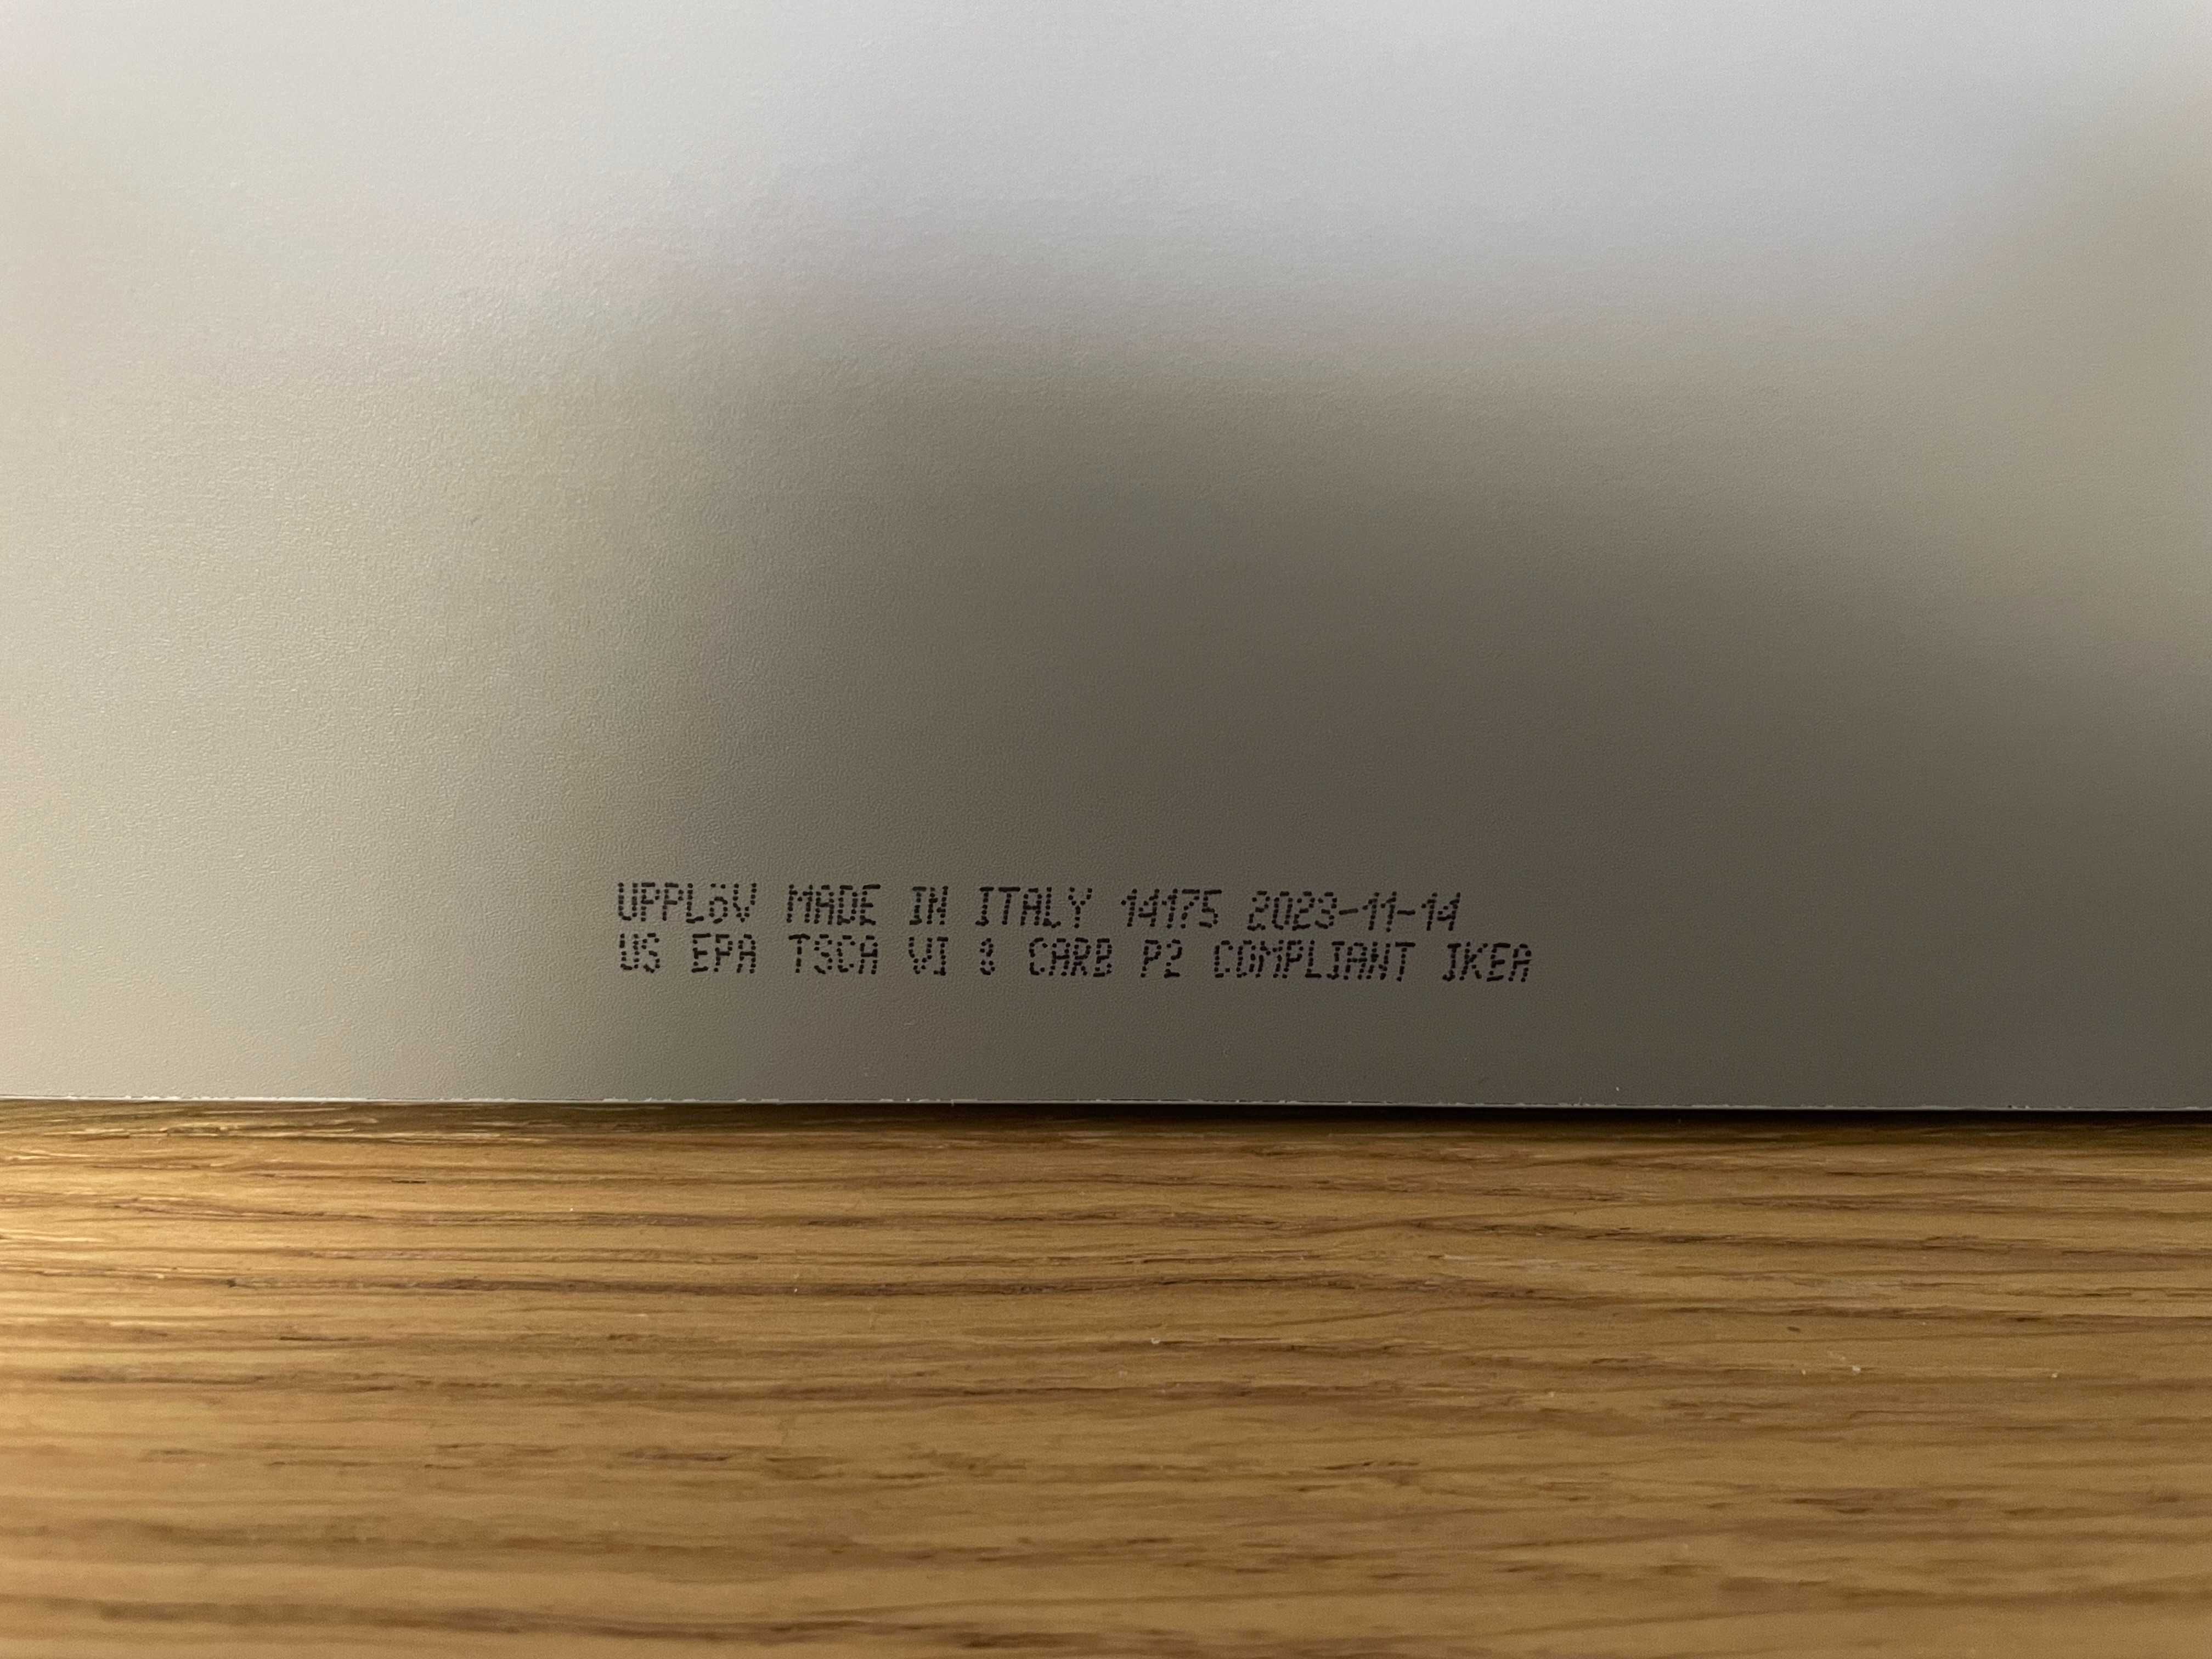 UPPLöV MADE IN ITALY 14175 2023-11-14
US EPA TSCA VI & CARB P2 COMPLIANT IKEA